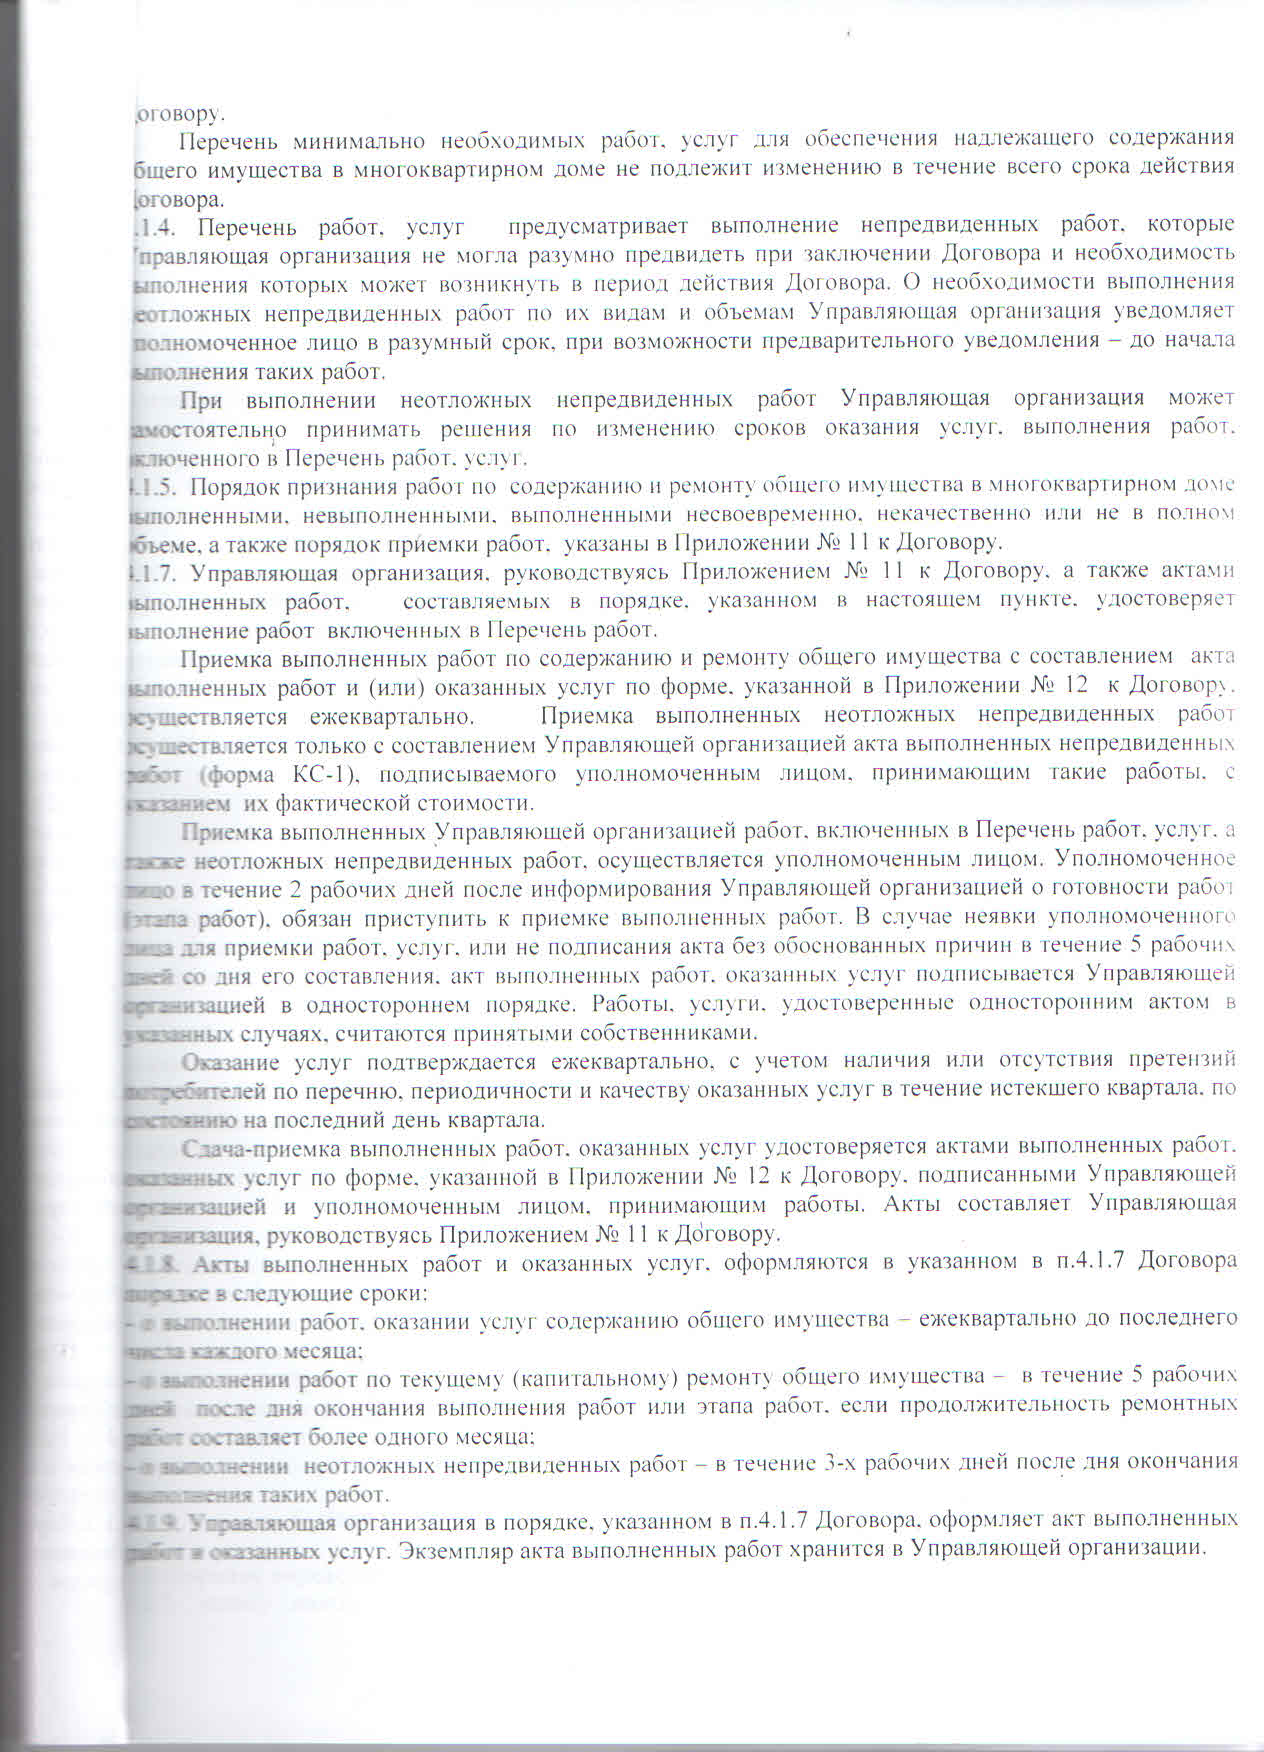 оговору.
Перечень минимально необходимых работ, услуг для обеспечения надлежащего содержания
бщего имущества в многоквартирном доме не подлежит изменению в течение всего срока действия
оговора.
.1.4. Перечень работ, услуг предусматривает выполнение непредвиденных работ, которые
правляющая организация не могла разумно предвидеть при заключении Договора и необходимость
ыполнения которых может возникнуть в период действия Договора. О необходимости выполнения
еотложных непредвиденных работ по их видам и объемам Управляющая организация уведомляет
полномоченное лицо в разумный срок, при возможности предварительного уведомления – до начала
ыполнения таких работ.
При выполнении неотложных непредвиденных работ Управляющая организация может
амостоятельно принимать решения по изменению сроков оказания услуг, выполнения работ,
включенного в Перечень работ, услуг.
4.1.5. Порядок признания работ по содержанию и ремонту общего имущества в многоквартирном доме
выполненными, невыполненными, выполненными несвоевременно, некачественно или не в полном
объеме, а также порядок приемки работ, указаны в Приложении № 11 к Договору.
4.1.7. Управляющая организация, руководствуясь Приложением № 11 к Договору, а также актами
выполненных работ, составляемых в порядке, указанном в настоящем пункте, удостоверяет
выполнение работ включенных в Перечень работ.
Приемка выполненных работ по содержанию и ремонту общего имущества с составлением акта
выполненных работ и (или) оказанных услуг по форме, указанной в Приложении № 12 к Договору,
осуществляется ежеквартально. Приемка выполненных неотложных непредвиденных работ
осуществляется только с составлением Управляющей организацией акта выполненных непредвиденных
работ (форма КС-1), подписываемого уполномоченным лицом, принимающим такие работы, с
указанием их фактической стоимости.
Приемка выполненных Управляющей организацией работ, включенных в Перечень работ, услуг, а
также неотложных непредвиденных работ, осуществляется уполномоченным лицом. Уполномоченное
лицо в течение 2 рабочих дней после информирования Управляющей организацией о готовности работ
(этапа работ), обязан приступить к приемке выполненных работ. В случае неявки уполномоченного
лица для приемки работ, услуг, или не подписания акта без обоснованных причин в течение 5 рабочих
дней со дня его составления, акт выполненных работ, оказанных услуг подписывается Управляющей
организацией в одностороннем порядке. Работы, услуги, удостоверенные односторонним актом в
указанных случаях, считаются принятыми собственниками.
Оказание услуг подтверждается ежеквартально, с учетом наличия или отсутствия претензий
потребителей по перечню, периодичности и качеству оказанных услуг в течение истекшего квартала, по
состоянию на последний день квартала.
Сдача-приемка выполненных работ, оказанных услуг удостоверяется актами выполненных работ,
оказанных услуг по форме, указанной в Приложении № 12 к Договору, подписанными Управляющей
организацией и уполномоченным лицом, принимающим работы. Акты составляет Управляющая
организация, руководствуясь Приложением № 11 к Договору.
4.1.8. Акты выполненных работ и оказанных услуг, оформляются в указанном в п.4.1.7 Договора
порядке в следующие сроки:
- о выполнении работ, оказании услуг содержанию общего имущества – ежеквартально до последнего
числа каждого месяца;
- о выполнении работ по текущему (капитальному) ремонту общего имущества – в течение 5 рабочих
дней после дня окончания выполнения работ или этапа работ, если продолжительность ремонтных
работ составляет более одного месяца;
- о выполнении неотложных непредвиденных работ – в течение 3-х рабочих дней после дня окончания
выполнения таких работ.
4.1.9. Управляющая организация в порядке, указанном в п.4.1.7 Договора, оформляет акт выполненных
работ и оказанных услуг. Экземпляр акта выполненных работ хранится в Управляющей организации.